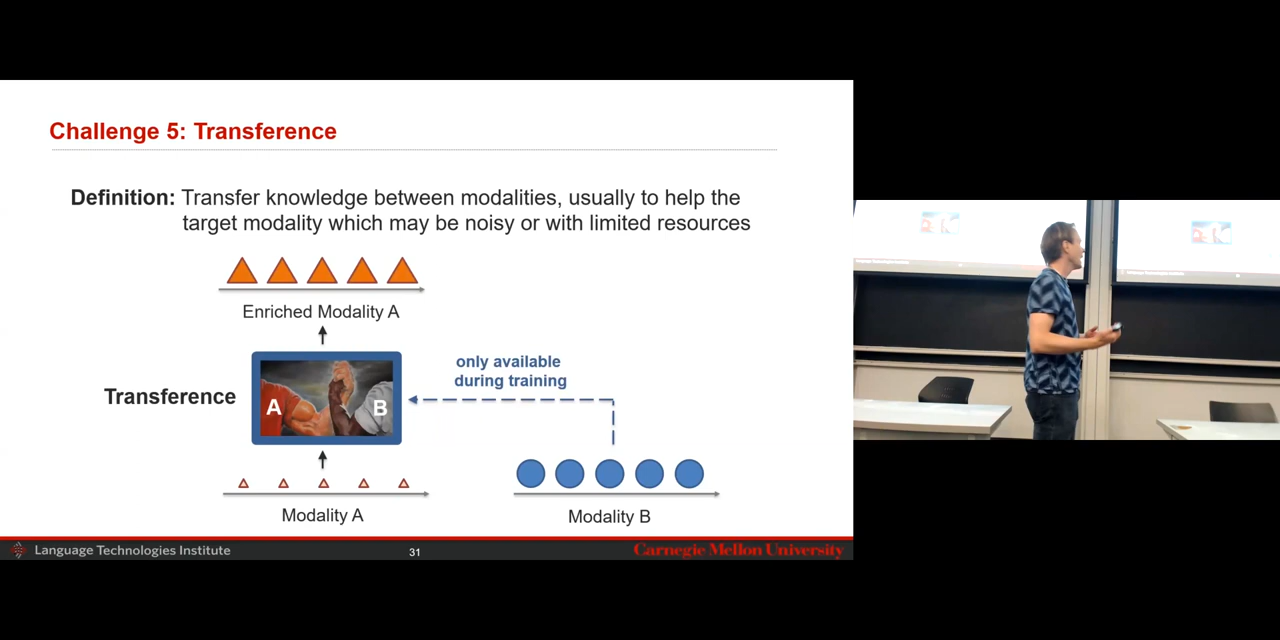 Challenge 5: Transference
Definition: Transfer knowledge between modalities, usually to help the
target modality which may be noisy or with limited resources
Enriched Modality A
only available
during training
Transference
A
B
Modality A
Modality B
Language Technologies Institute
31
Carnegie Mellon University